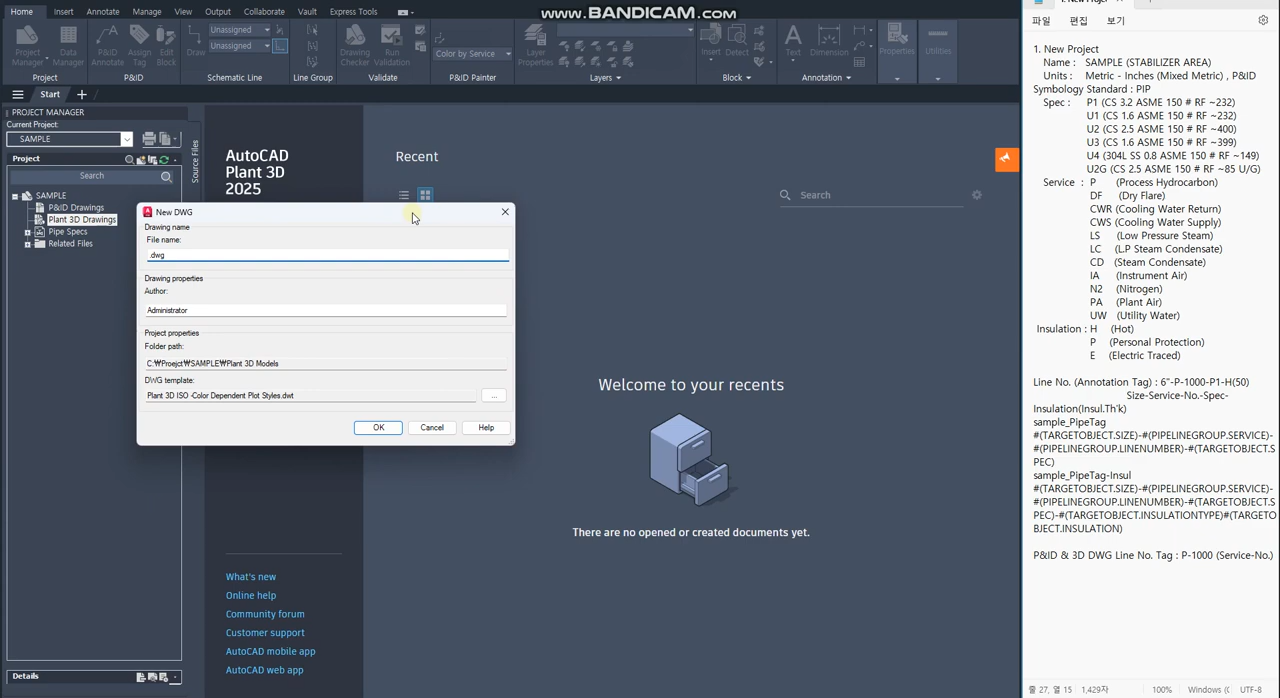 www.BANDICAM.com
Home Insert Annotate Manage View Output Collaborate Vault Express Tools
Project Manager
Data Manager
P&ID Annotate
Assign Tag
Edit Block
Draw
Unassigned
Unassigned
Drawing Checker
Run Validation
Color by Service
Layer Properties
Insert
Detect
Text
Dimension
Properties
Utilities
Project P&ID Schematic Line Line Group Validate P&ID Painter Layers Block Annotation
Start
PROJECT MANAGER
Current Project:
SAMPLE
Project
Search
SAMPLE
P&ID Drawings
Plant 3D Drawings
Pipe Specs
Related Files
Details
Source Files
AutoCAD
Plant 3D
2025
Recent
Search
New DWG
Drawing name
File name:
.dwg
Drawing properties
Author:
Administrator
Project properties
Folder path:
C:₩Proejct₩SAMPLE₩Plant 3D Models
DWG template:
Plant 3D ISO -Color Dependent Plot Styles.dwt
...
OK Cancel Help
Welcome to your recents
There are no opened or created documents yet.
What's new
Online help
Community forum
Customer support
AutoCAD mobile app
AutoCAD web app
파일 편집 보기
1. New Project
Name : SAMPLE (STABILIZER AREA)
Units : Metric - Inches (Mixed Metric) , P&ID
Symbology Standard : PIP
Spec : P1 (CS 3.2 ASME 150 # RF ~232)
U1 (CS 1.6 ASME 150 # RF ~232)
U2 (CS 2.5 ASME 150 # RF ~400)
U3 (CS 1.6 ASME 150 # RF ~399)
U4 (304L SS 0.8 ASME 150 # RF ~149)
U2G (CS 2.5 ASME 150 # RF ~85 U/G)
Service : P (Process Hydrocarbon)
DF (Dry Flare)
CWR (Cooling Water Return)
CWS (Cooling Water Supply)
LS (Low Pressure Steam)
LC (L.P Steam Condensate)
CD (Steam Condensate)
IA (Instrument Air)
N2 (Nitrogen)
PA (Plant Air)
UW (Utility Water)
Insulation : H (Hot)
P (Personal Protection)
E (Electric Traced)
Line No. (Annotation Tag) : 6"-P-1000-P1-H(50)
Size-Service-No.-Spec-
Insulation(Insul.Th'k)
sample_PipeTag
#(TARGETOBJECT.SIZE)-#(PIPELINEGROUP.SERVICE)-
#(PIPELINEGROUP.LINENUMBER)-#(TARGETOBJECT.S
PEC)
sample_PipeTag-Insul
#(TARGETOBJECT.SIZE)-#(PIPELINEGROUP.SERVICE)-
#(PIPELINEGROUP.LINENUMBER)-#(TARGETOBJECT.S
PEC)-#(TARGETOBJECT.INSULATIONTYPE)#(TARGETO
BJECT.INSULATION)
P&ID & 3D DWG Line No. Tag : P-1000 (Service-No.)
줄 27, 열 15 1,429자 100% Windows (( UTF-8